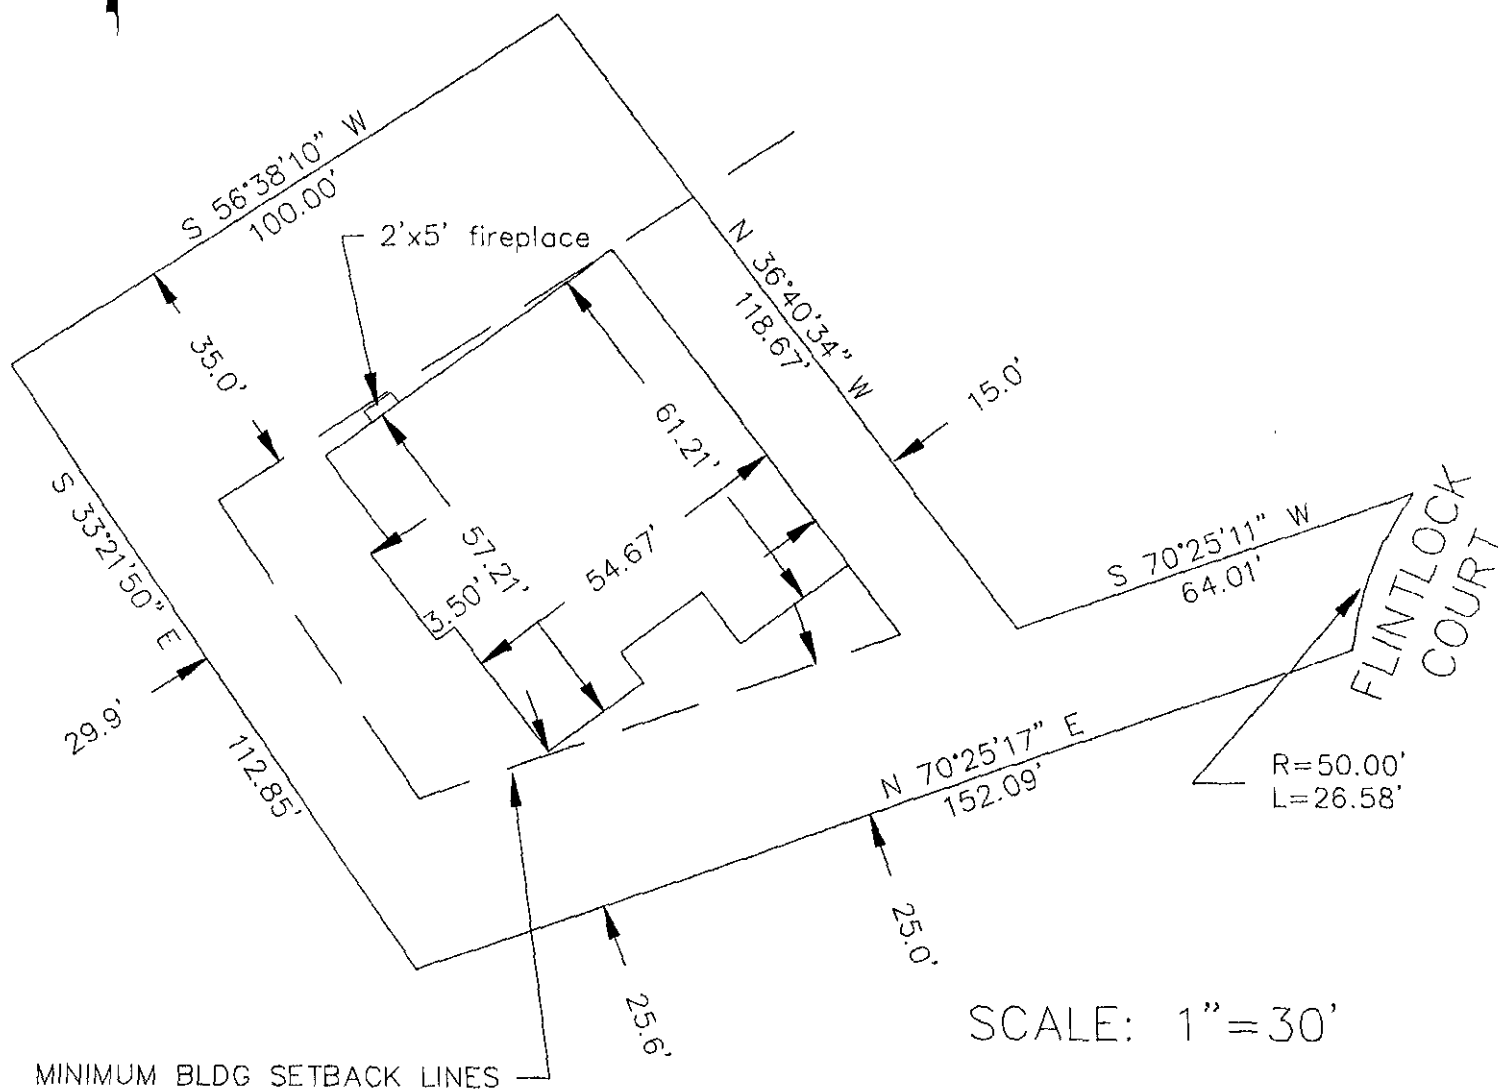 S 56°38'10" W
100.00'
2'x5' fireplace
N 36°40'34" W
118.67'
35.0'
15.0'
61.21'
S 33°21'50" E
112.85'
57.21'
54.67'
3.50'
S 70°25'11" W
64.01'
FLINTLOCK
COURT
29.9'
N 70°25'17" E
152.09'
R=50.00'
L=26.58'
25.0'
25.6'
SCALE: 1"=30'
MINIMUM BLDG SETBACK LINES